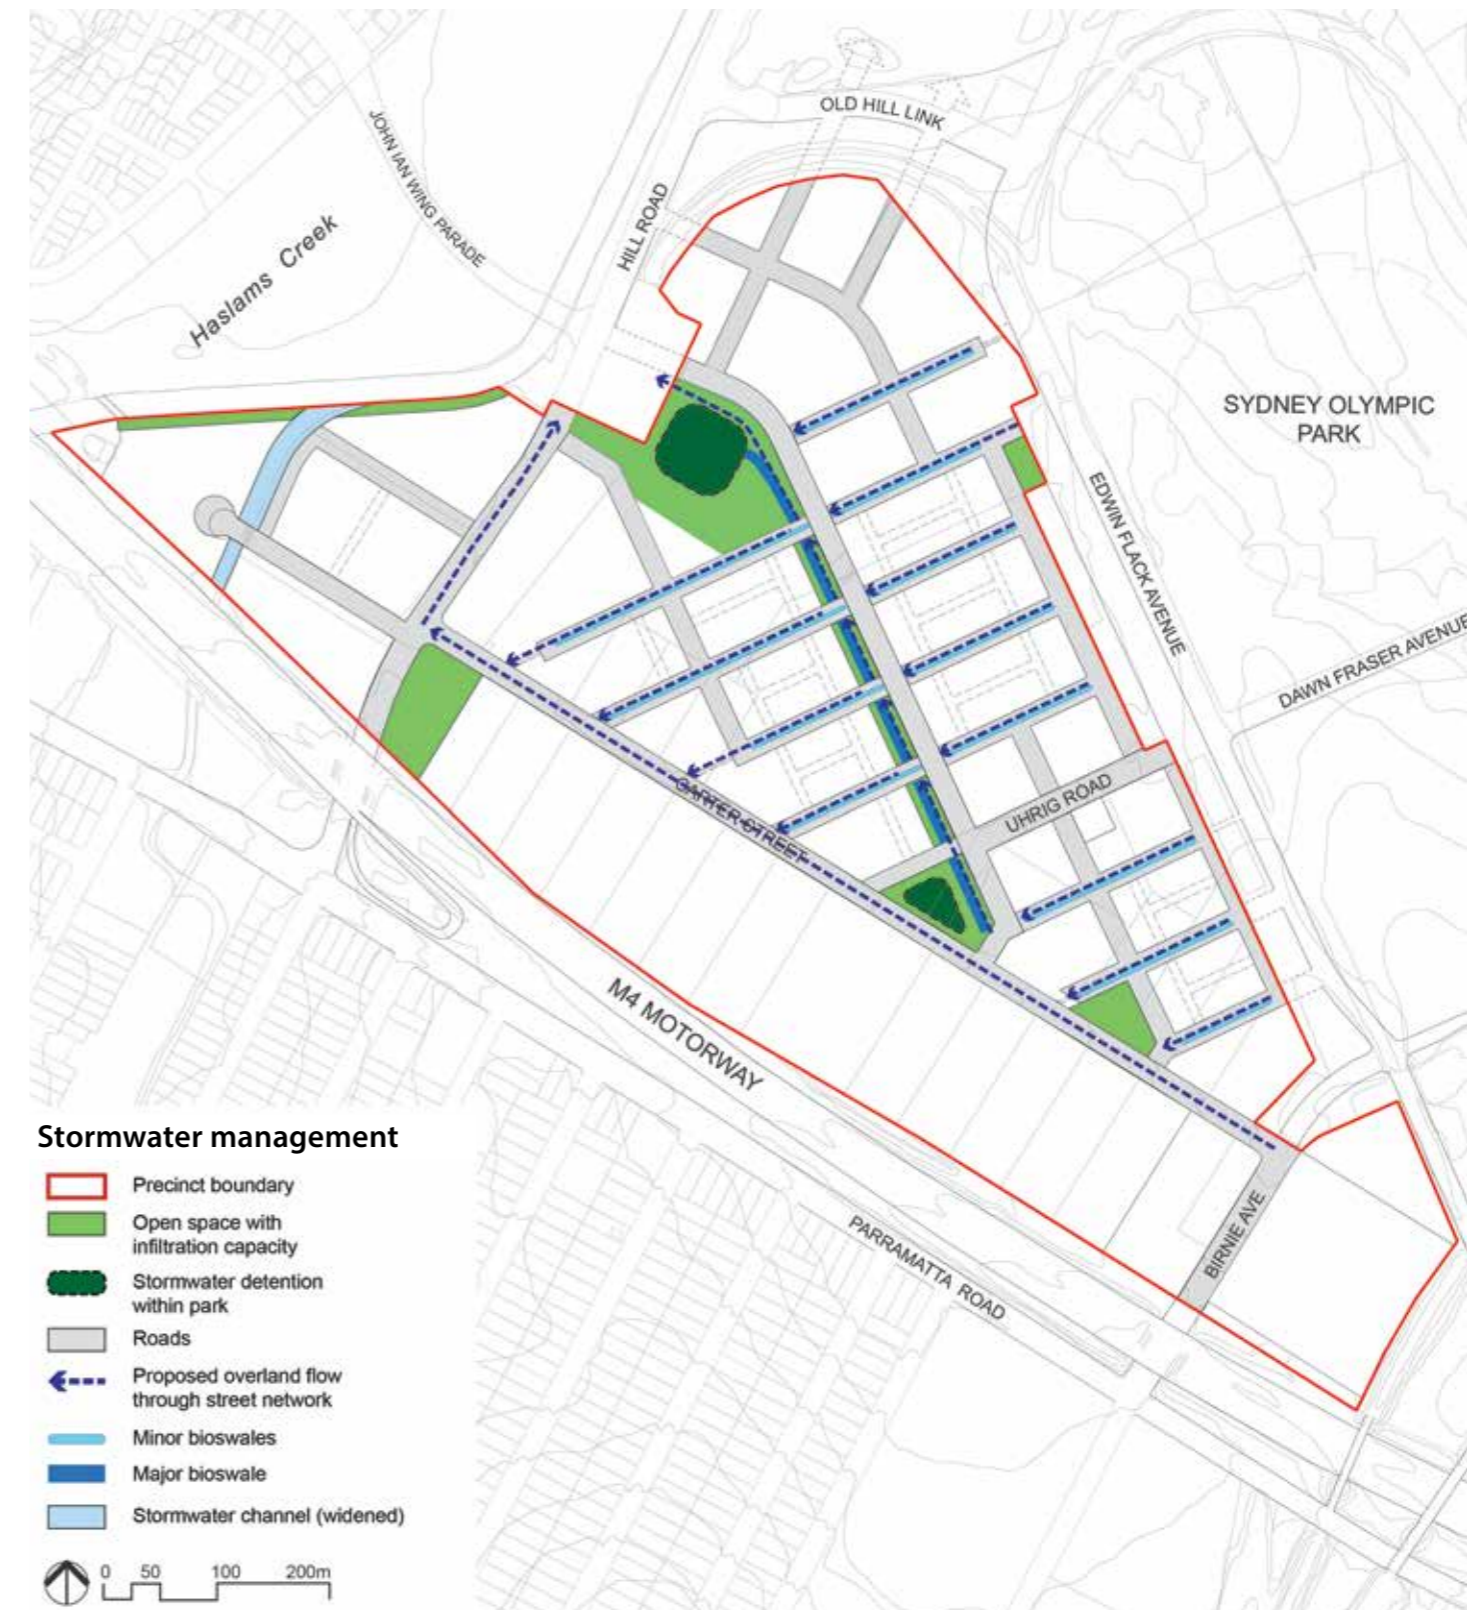 OLD HILL LINK
JOHN IAN WING PARADE
HILL ROAD
Haslams Creek
SYDNEY OLYMPIC
PARK
EDWIN FLACK AVENUE
DAWN FRASER AVENUE
CARTER STREET
UHRIG ROAD
M4 MOTORWAY
BIRNIE AVE
PARRAMATTA ROAD
Stormwater management
Precinct boundary
Open space with
infiltration capacity
Stormwater detention
within park
Roads
Proposed overland flow
through street network
Minor bioswales
Major bioswale
Stormwater channel (widened)
0 50 100 200m